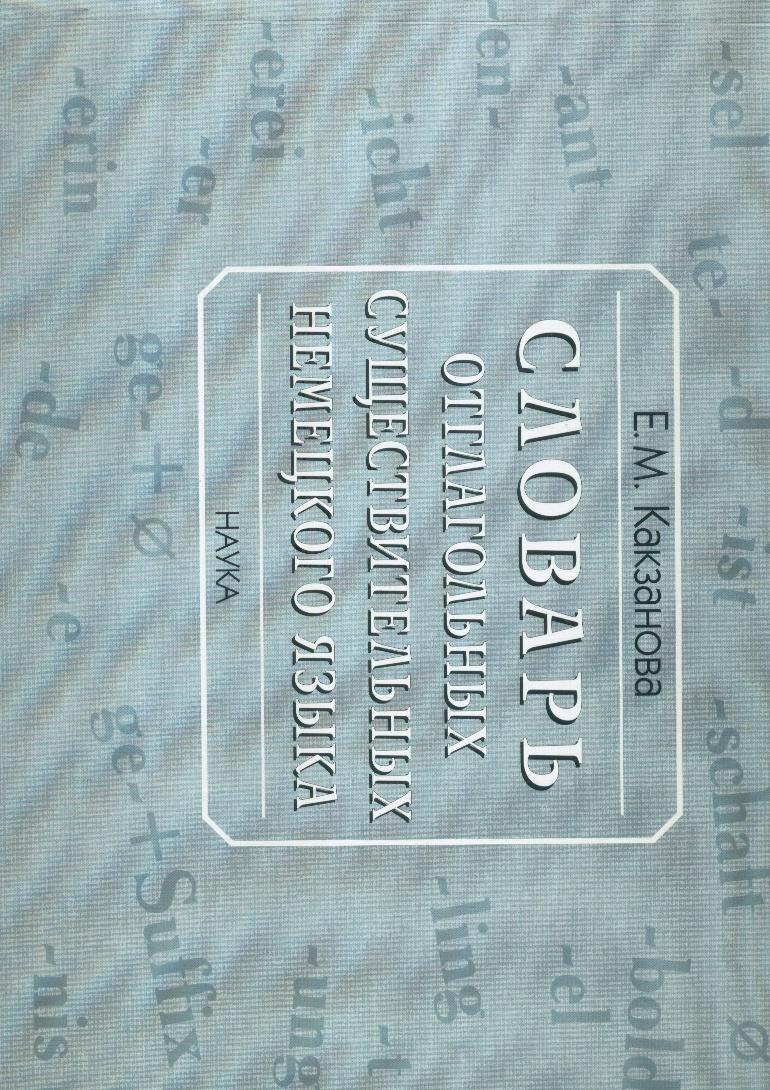 -sel
te-
-d
-ist
-schaft
ø
Е. М. Какзанова
-bold
-ant
СЛОВАРЬ
-el
-en-
ОТГЛАГОЛЬНЫХ
-ling
-icht
СУЩЕСТВИТЕЛЬНЫХ
-t
НЕМЕЦКОГО ЯЗЫКА
-ung
-erei
НАУКА
-er
ge-+ø
ge-+Suffix
-erin
-e
-de
-nis